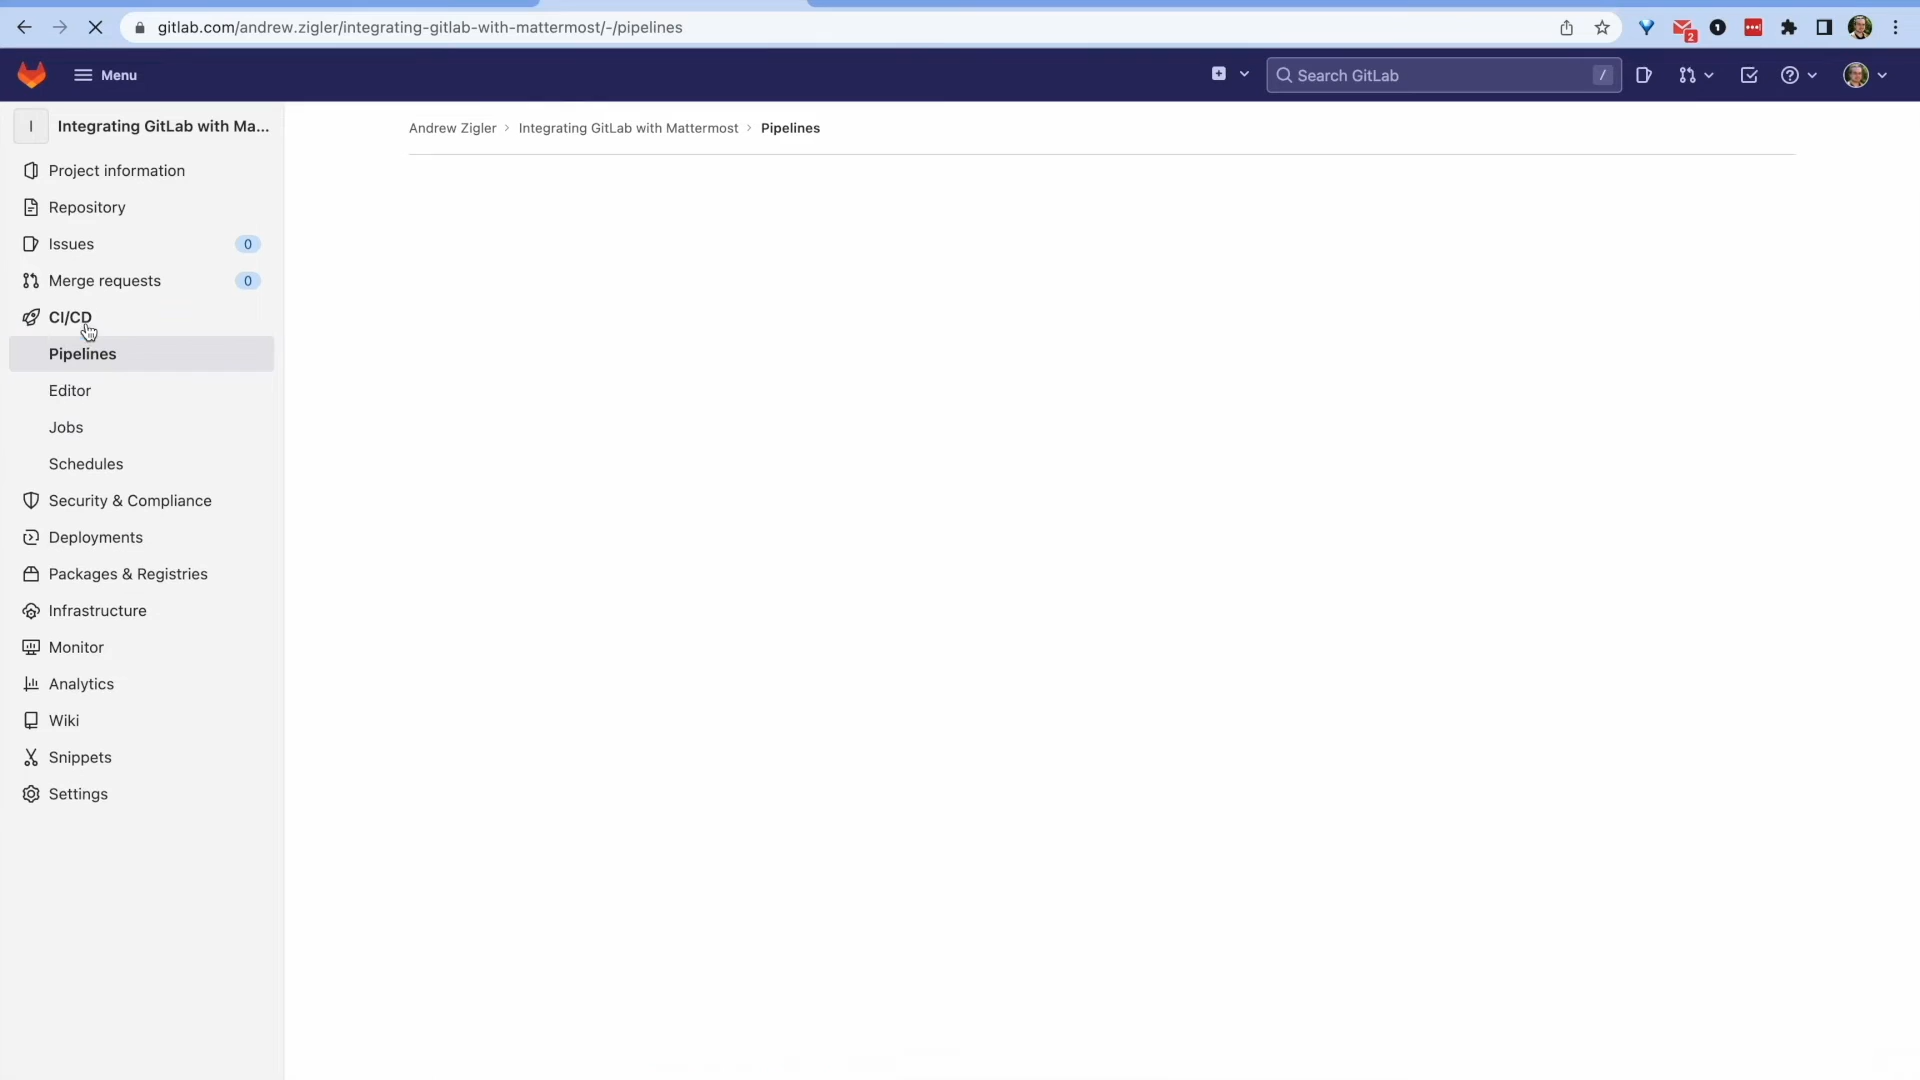 gitlab.com/andrew.zigler/integrating-gitlab-with-mattermost/-/pipelines
2
Menu
Search GitLab
/
I
Integrating GitLab with Ma...
Andrew Zigler › Integrating GitLab with Mattermost › Pipelines
Project information
Repository
Issues 0
Merge requests 0
CI/CD
Pipelines
Editor
Jobs
Schedules
Security & Compliance
Deployments
Packages & Registries
Infrastructure
Monitor
Analytics
Wiki
Snippets
Settings